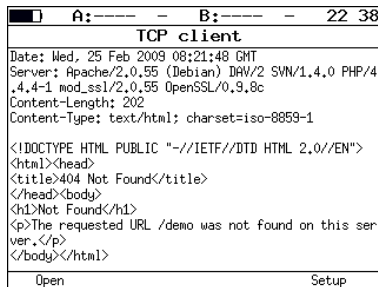 A:---- - B:---- - 22 38
TCP client
Date: Wed, 25 Feb 2009 08:21:48 GMT
Server: Apache/2.0.55 (Debian) DAV/2 SVN/1.4.0 PHP/4
.4.4-1 mod_ssl/2.0.55 OpenSSL/0.9.8c
Content-Length: 202
Content-Type: text/html; charset=iso-8859-1

<!DOCTYPE HTML PUBLIC "-//IETF//DTD HTML 2.0//EN">
<html><head>
<title>404 Not Found</title>
</head><body>
<h1>Not Found</h1>
<p>The requested URL /demo was not found on this ser
ver.</p>
</body></html>
Open Setup